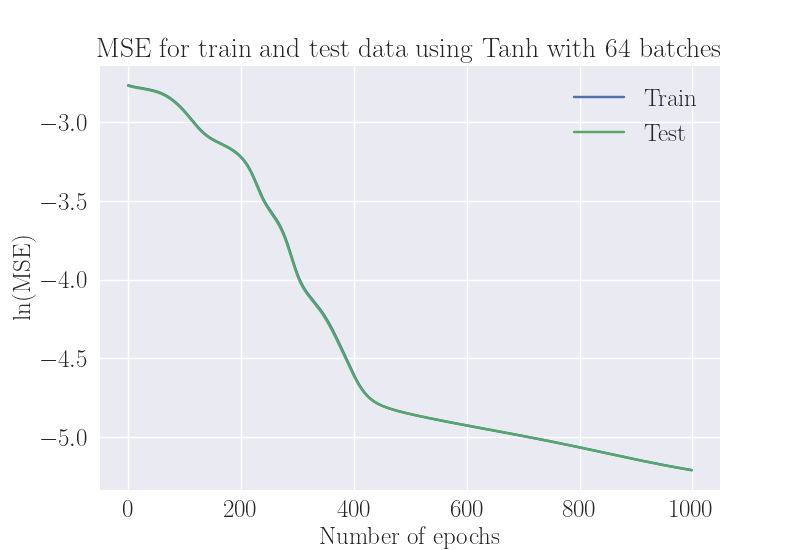 MSE for train and test data using Tanh with 64 batches
Train
Test
−3.0
−3.5
−4.0
−4.5
−5.0
ln(MSE)
0 200 400 600 800 1000
Number of epochs